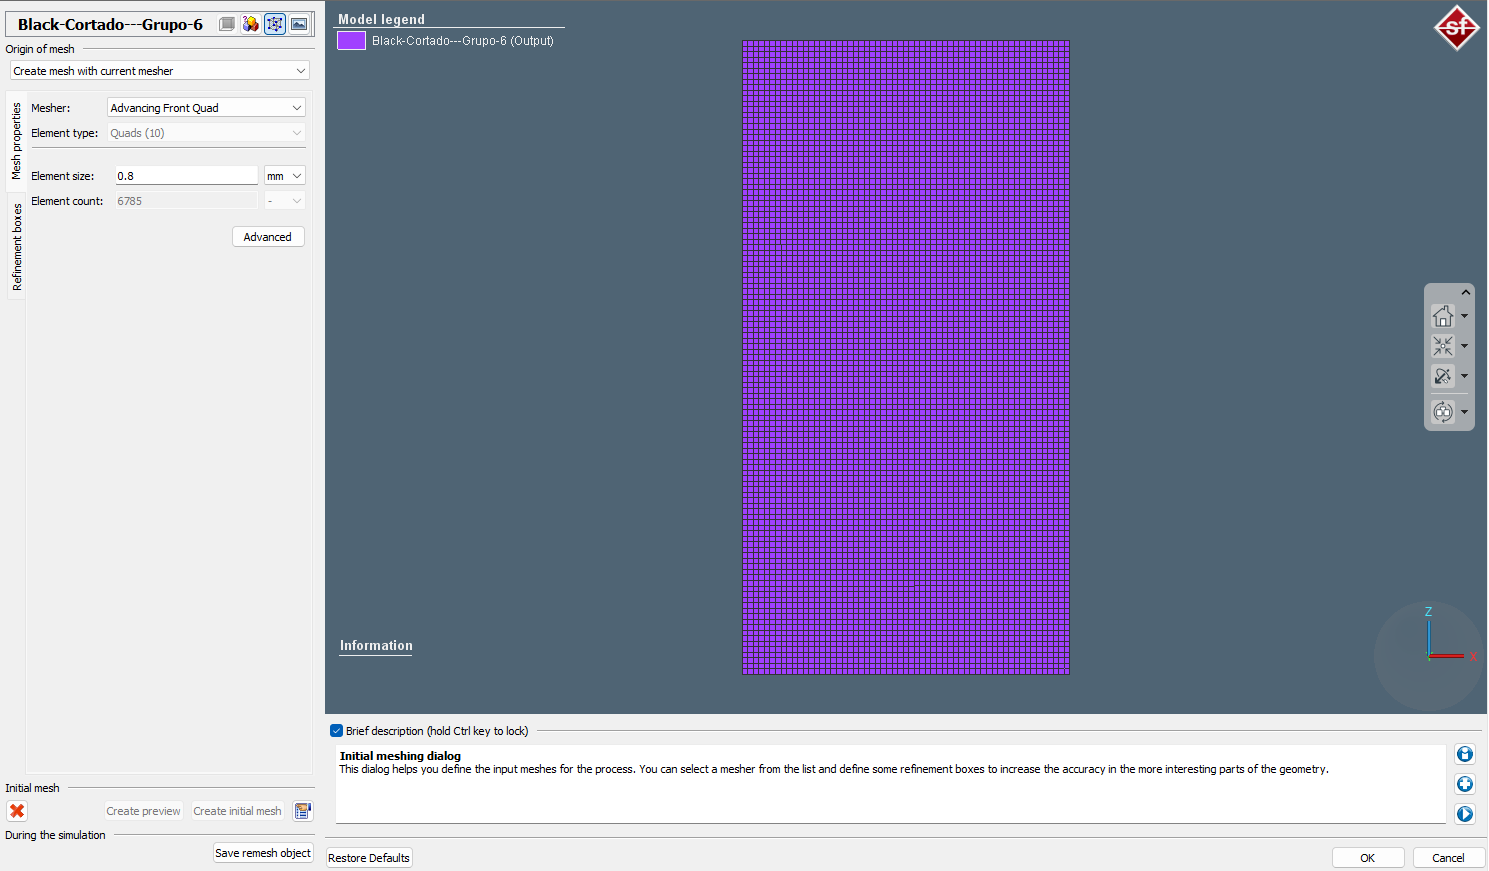 Black-Cortado---Grupo-6
Origin of mesh
Create mesh with current mesher
Mesh properties
Refinement boxes
Mesher:
Advancing Front Quad
Element type:
Quads (10)
Element size:
0.8
mm
Element count:
6785
-
Advanced
Initial mesh
Create preview
Create initial mesh
During the simulation
Save remesh object
Model legend
Black-Cortado---Grupo-6 (Output)
sf
Z
X
Information
Brief description (hold Ctrl key to lock)
Initial meshing dialog
This dialog helps you define the input meshes for the process. You can select a mesher from the list and define some refinement boxes to increase the accuracy in the more interesting parts of the geometry.
Restore Defaults
OK
Cancel